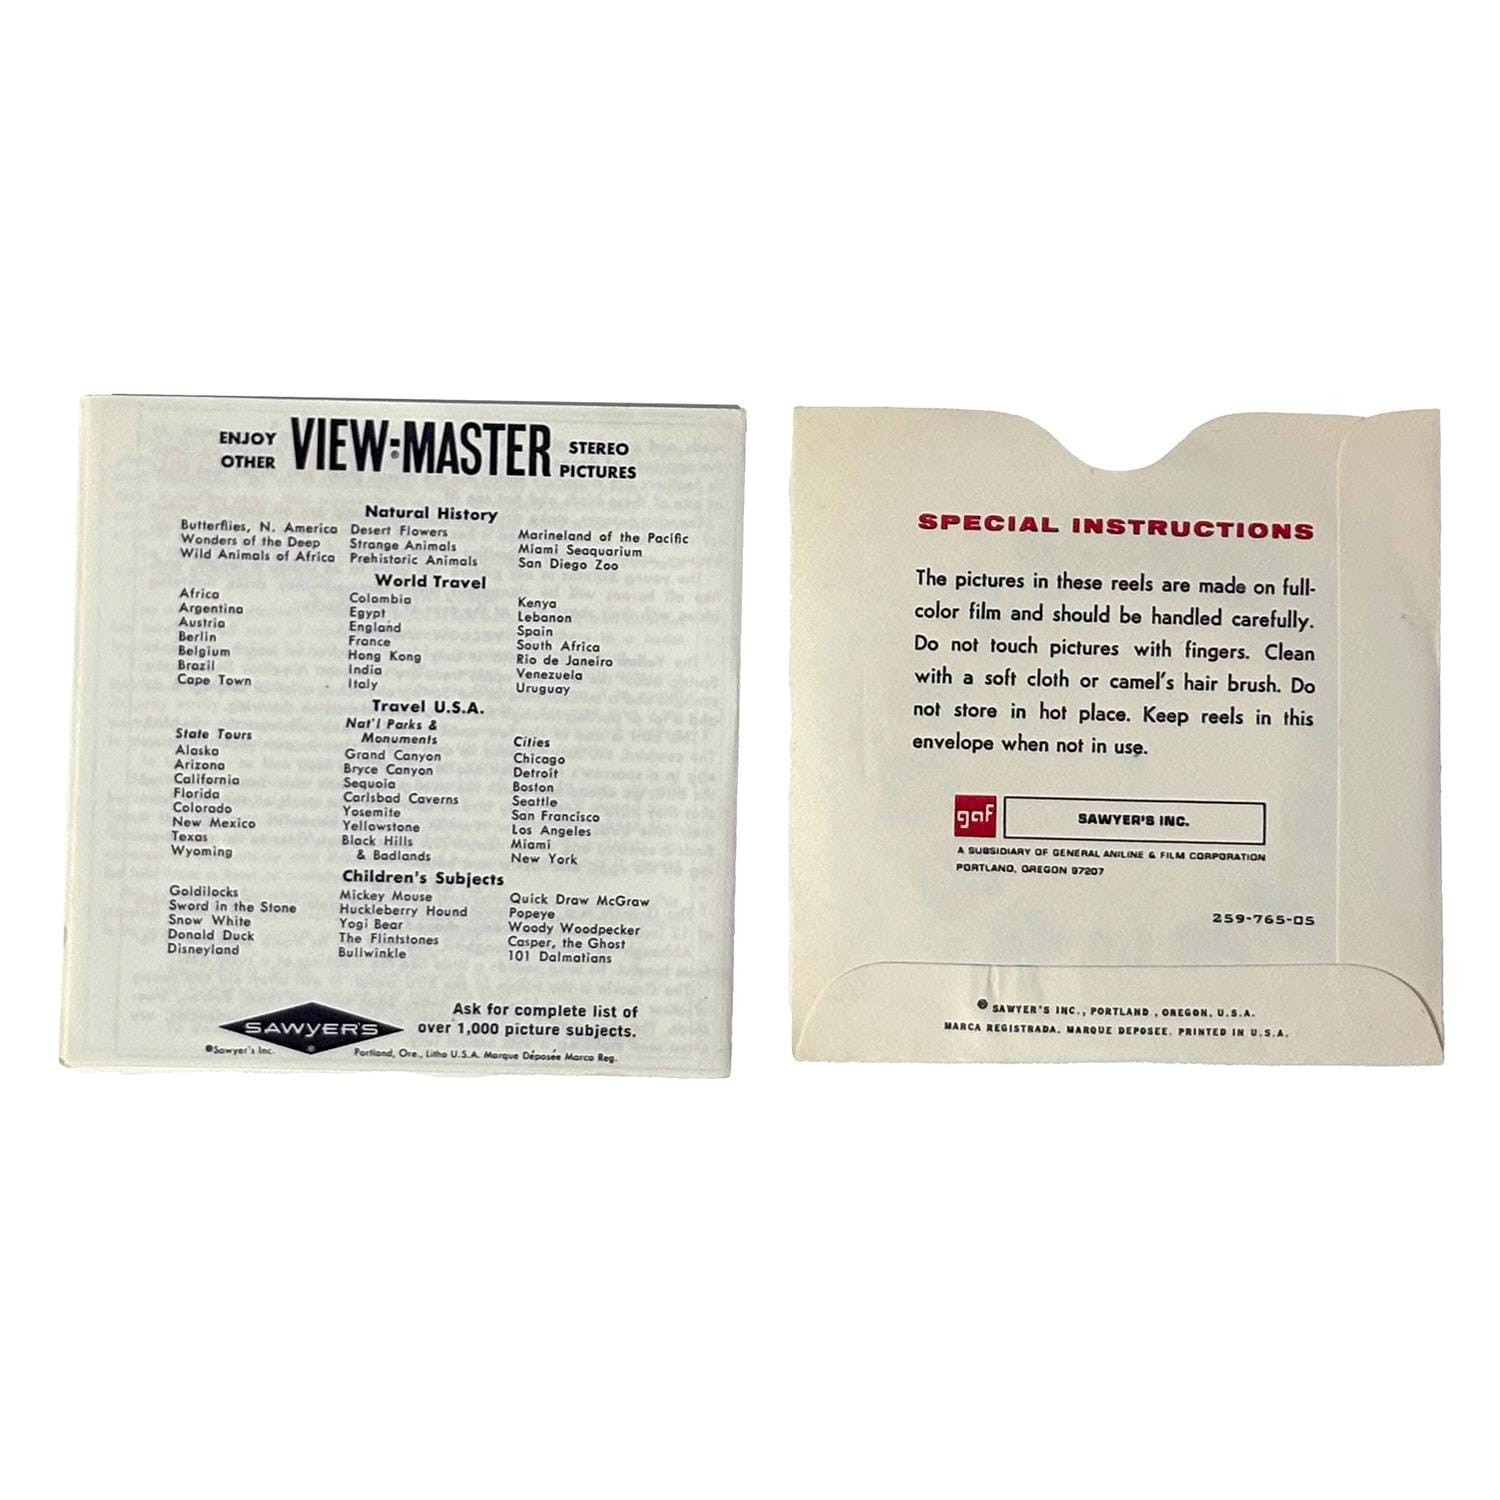 ENJOY OTHER VIEW-MASTER STEREO PICTURES
Natural History
Butterflies, N. America
Wonders of the Deep
Wild Animals of Africa
Desert Flowers
Strange Animals
Prehistoric Animals
Marineland of the Pacific
Miami Seaquarium
San Diego Zoo
World Travel
Africa
Argentina
Austria
Berlin
Belgium
Brazil
Cape Town
Colombia
Egypt
England
France
Hong Kong
India
Italy
Kenya
Lebanon
Spain
South Africa
Rio de Janeiro
Venezuela
Uruguay
Travel U.S.A.
State Tours
Alaska
Arizona
California
Florida
Colorado
New Mexico
Texas
Wyoming
Nat'l Parks &
Monuments
Grand Canyon
Bryce Canyon
Sequoia
Carlsbad Caverns
Yosemite
Yellowstone
Black Hills
& Badlands
Cities
Chicago
Detroit
Boston
Seattle
San Francisco
Los Angeles
Miami
New York
Children's Subjects
Goldilocks
Sword in the Stone
Snow White
Donald Duck
Disneyland
Mickey Mouse
Huckleberry Hound
Yogi Bear
The Flintstones
Bullwinkle
Quick Draw McGraw
Popeye
Woody Woodpecker
Casper, the Ghost
101 Dalmatians
SAWYER'S
®
Ask for complete list of
over 1,000 picture subjects.
©Sawyer's Inc.
Portland, Ore., Litho U.S.A. Marque Déposée Marca Reg.
SPECIAL INSTRUCTIONS
The pictures in these reels are made on full-
color film and should be handled carefully.
Do not touch pictures with fingers. Clean
with a soft cloth or camel's hair brush. Do
not store in hot place. Keep reels in this
envelope when not in use.
gaf
SAWYER'S INC.
A SUBSIDIARY OF GENERAL ANILINE & FILM CORPORATION
PORTLAND, OREGON 97207
259-765-05
® SAWYER'S INC., PORTLAND , OREGON, U.S.A.
MARCA REGISTRADA. MARQUE DEPOSEE. PRINTED IN U.S.A.